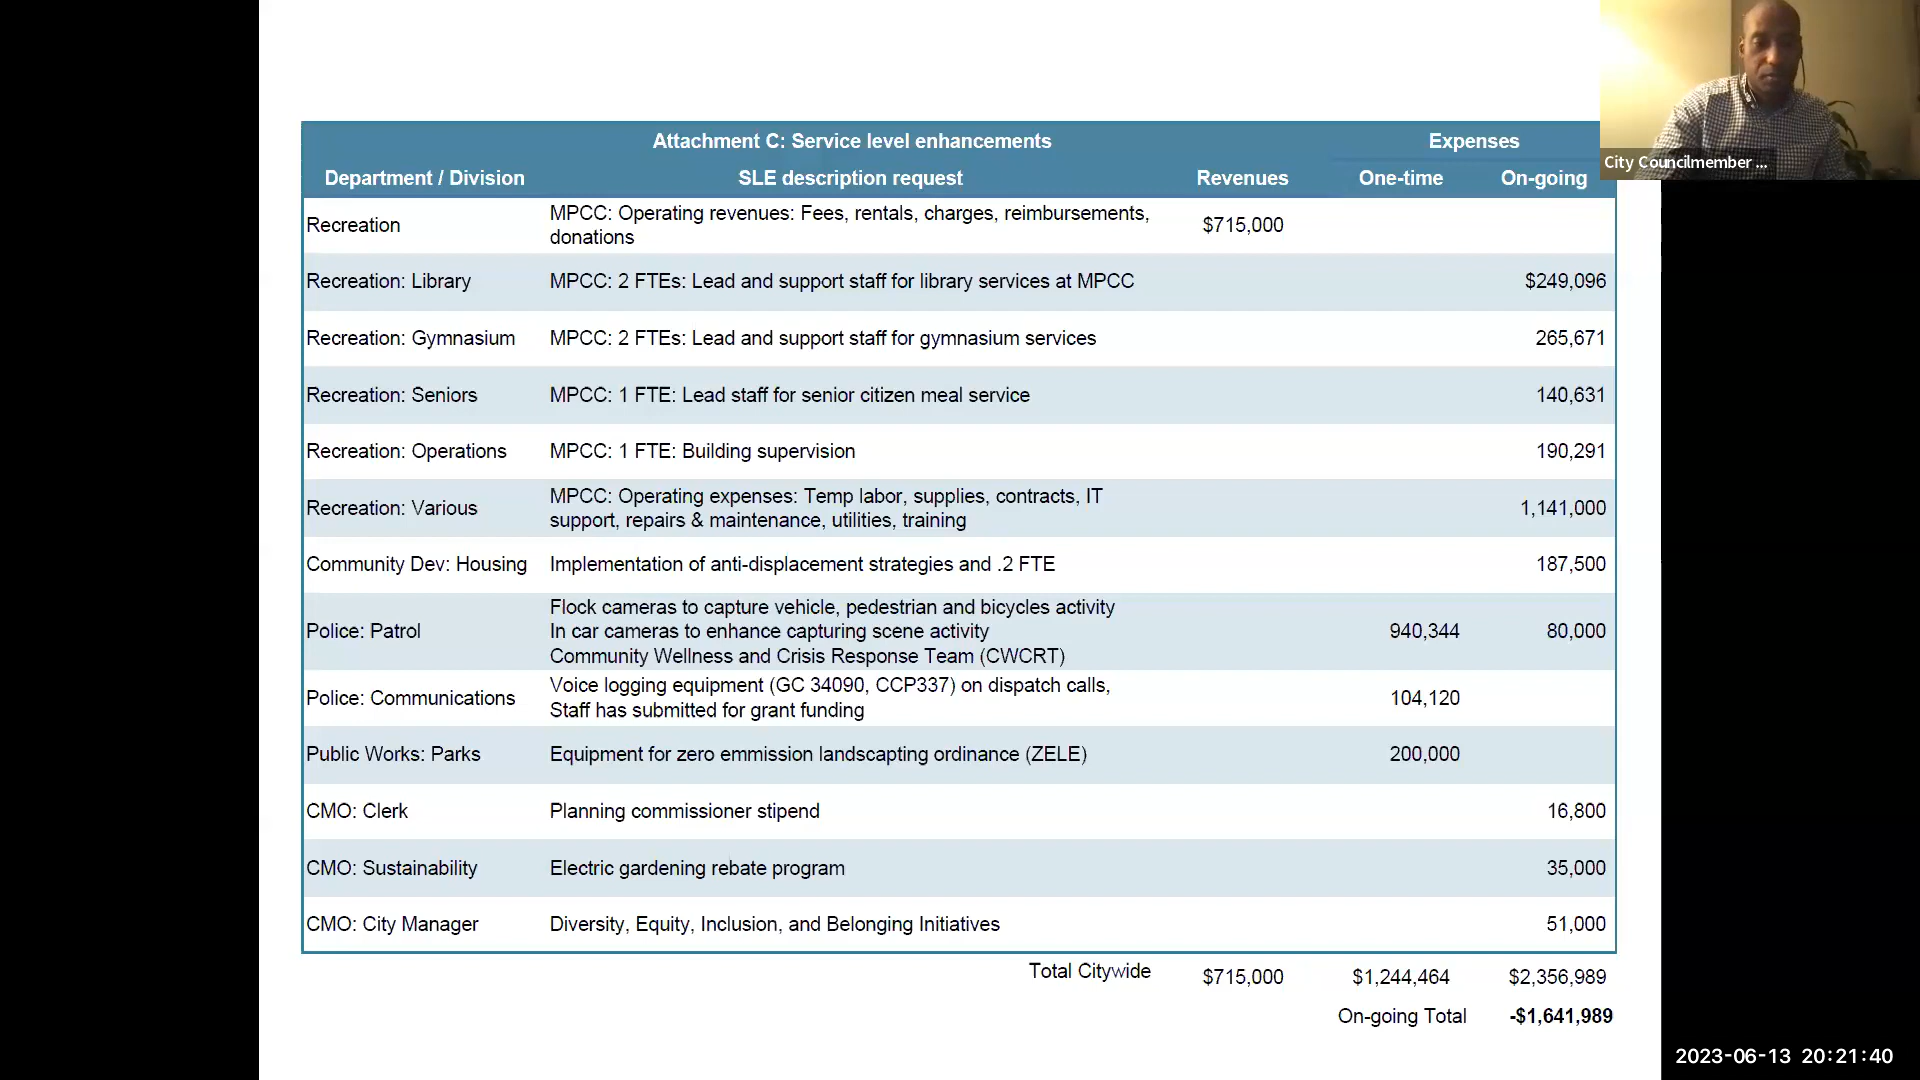 Attachment C: Service level enhancements Expenses
Department / Division SLE description request Revenues One-time On-going
Recreation MPCC: Operating revenues: Fees, rentals, charges, reimbursements,
donations $715,000
Recreation: Library MPCC: 2 FTEs: Lead and support staff for library services at MPCC $249,096
Recreation: Gymnasium MPCC: 2 FTEs: Lead and support staff for gymnasium services 265,671
Recreation: Seniors MPCC: 1 FTE: Lead staff for senior citizen meal service 140,631
Recreation: Operations MPCC: 1 FTE: Building supervision 190,291
Recreation: Various MPCC: Operating expenses: Temp labor, supplies, contracts, IT
support, repairs & maintenance, utilities, training 1,141,000
Community Dev: Housing Implementation of anti-displacement strategies and .2 FTE 187,500
Flock cameras to capture vehicle, pedestrian and bicycles activity
Police: Patrol In car cameras to enhance capturing scene activity 940,344 80,000
Community Wellness and Crisis Response Team (CWCRT)
Police: Communications Voice logging equipment (GC 34090, CCP337) on dispatch calls,
Staff has submitted for grant funding 104,120
Public Works: Parks Equipment for zero emmission landscapting ordinance (ZELE) 200,000
CMO: Clerk Planning commissioner stipend 16,800
CMO: Sustainability Electric gardening rebate program 35,000
CMO: City Manager Diversity, Equity, Inclusion, and Belonging Initiatives 51,000
Total Citywide $715,000 $1,244,464 $2,356,989
On-going Total -$1,641,989
City Councilmember ...
2023-06-13 20:21:40